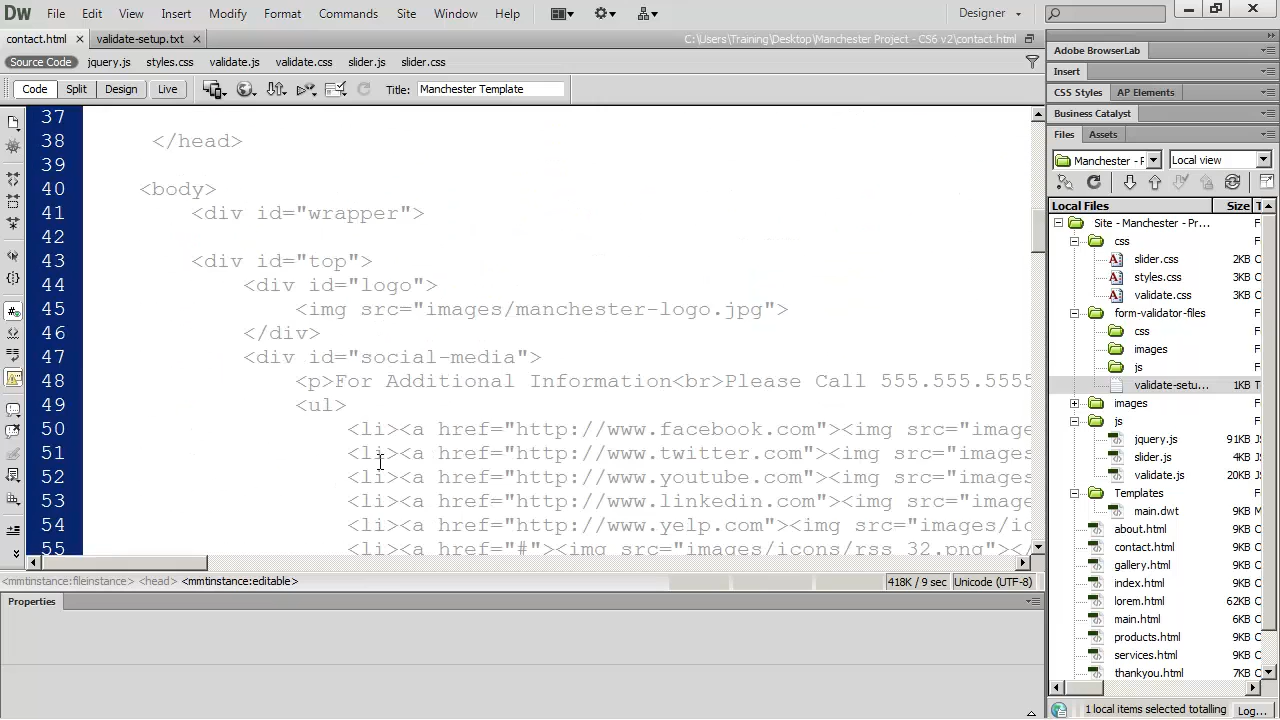 Dw File Edit View Insert Modify Format Commands Site Window Help Designer
contact.html validate-setup.txt C:\Users\Training\Desktop\Manchester Project - CS6 v2\contact.html
Source Code jquery.js styles.css validate.js validate.css slider.js slider.css
Code Split Design Live Title: Manchester Template
37
38 </head>
39
40 <body>
41 <div id="wrapper">
42
43 <div id="top">
44 <div id="logo">
45 <img src="images/manchester-logo.jpg">
46 </div>
47 <div id="social-media">
48 <p>For Additional Information<br>Please Call 555.555.5555
49 <ul>
50 <li><a href="http://www.facebook.com"><img src="image
51 <li><a href="http://www.twitter.com"><img src="images
52 <li><a href="http://www.youtube.com"><img src="images
53 <li><a href="http://www.linkedin.com"><img src="image
54 <li><a href="http://www.yelp.com"><img src="images/ic
55 <li><a href="#"><img src="images/icons/rss_32.png"></
<mmtinstance:fileinstance> <head> <mmtinstance:editable> 418K / 9 sec Unicode (UTF-8)
Properties
Adobe BrowserLab
Insert
CSS Styles AP Elements
Business Catalyst
Files Assets
Manchester - P Local view
Local Files Size T
Site - Manchester - Pr... F
css F
slider.css 2KB C
styles.css 3KB C
validate.css 3KB C
form-validator-files F
css F
images F
js F
validate-setu... 1KB T
images F
js F
jquery.js 91KB
slider.js 4KB
validate.js 20KB
Templates F
main.dwt 6KB
about.html 9KB C
contact.html 9KB C
gallery.html 9KB C
index.html 9KB C
lorem.html 62KB C
main.html 6KB C
products.html 9KB C
services.html 9KB C
thankyou.html 7KB C
1 local items selected totalling Log...